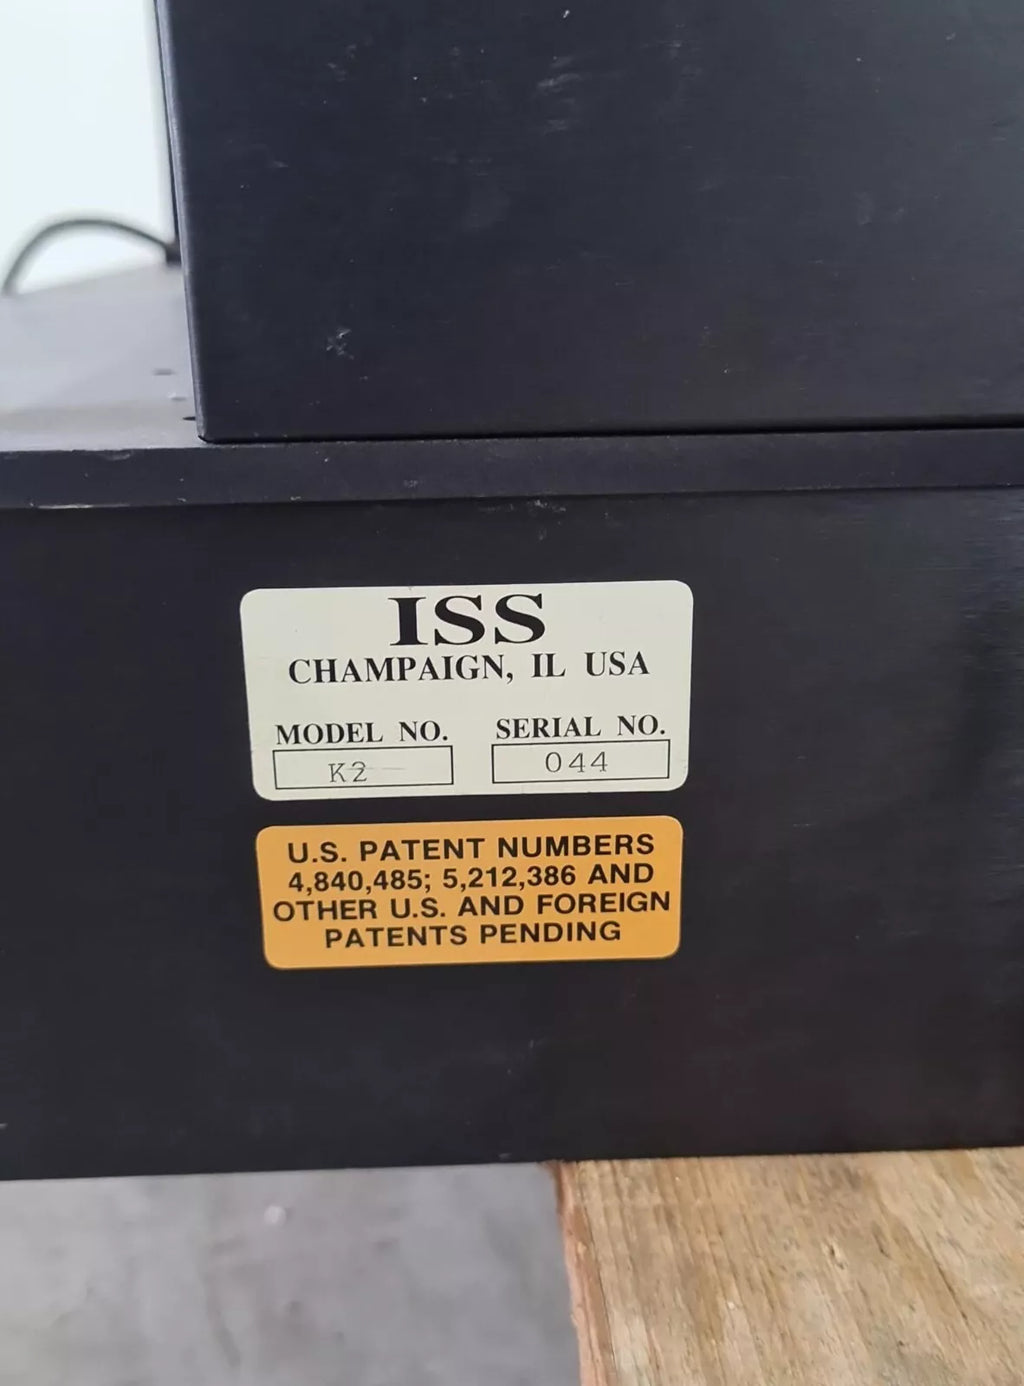 ISS
CHAMPAIGN, IL USA
MODEL NO. SERIAL NO.
K2 044
U.S. PATENT NUMBERS
4,840,485; 5,212,386 AND
OTHER U.S. AND FOREIGN
PATENTS PENDING